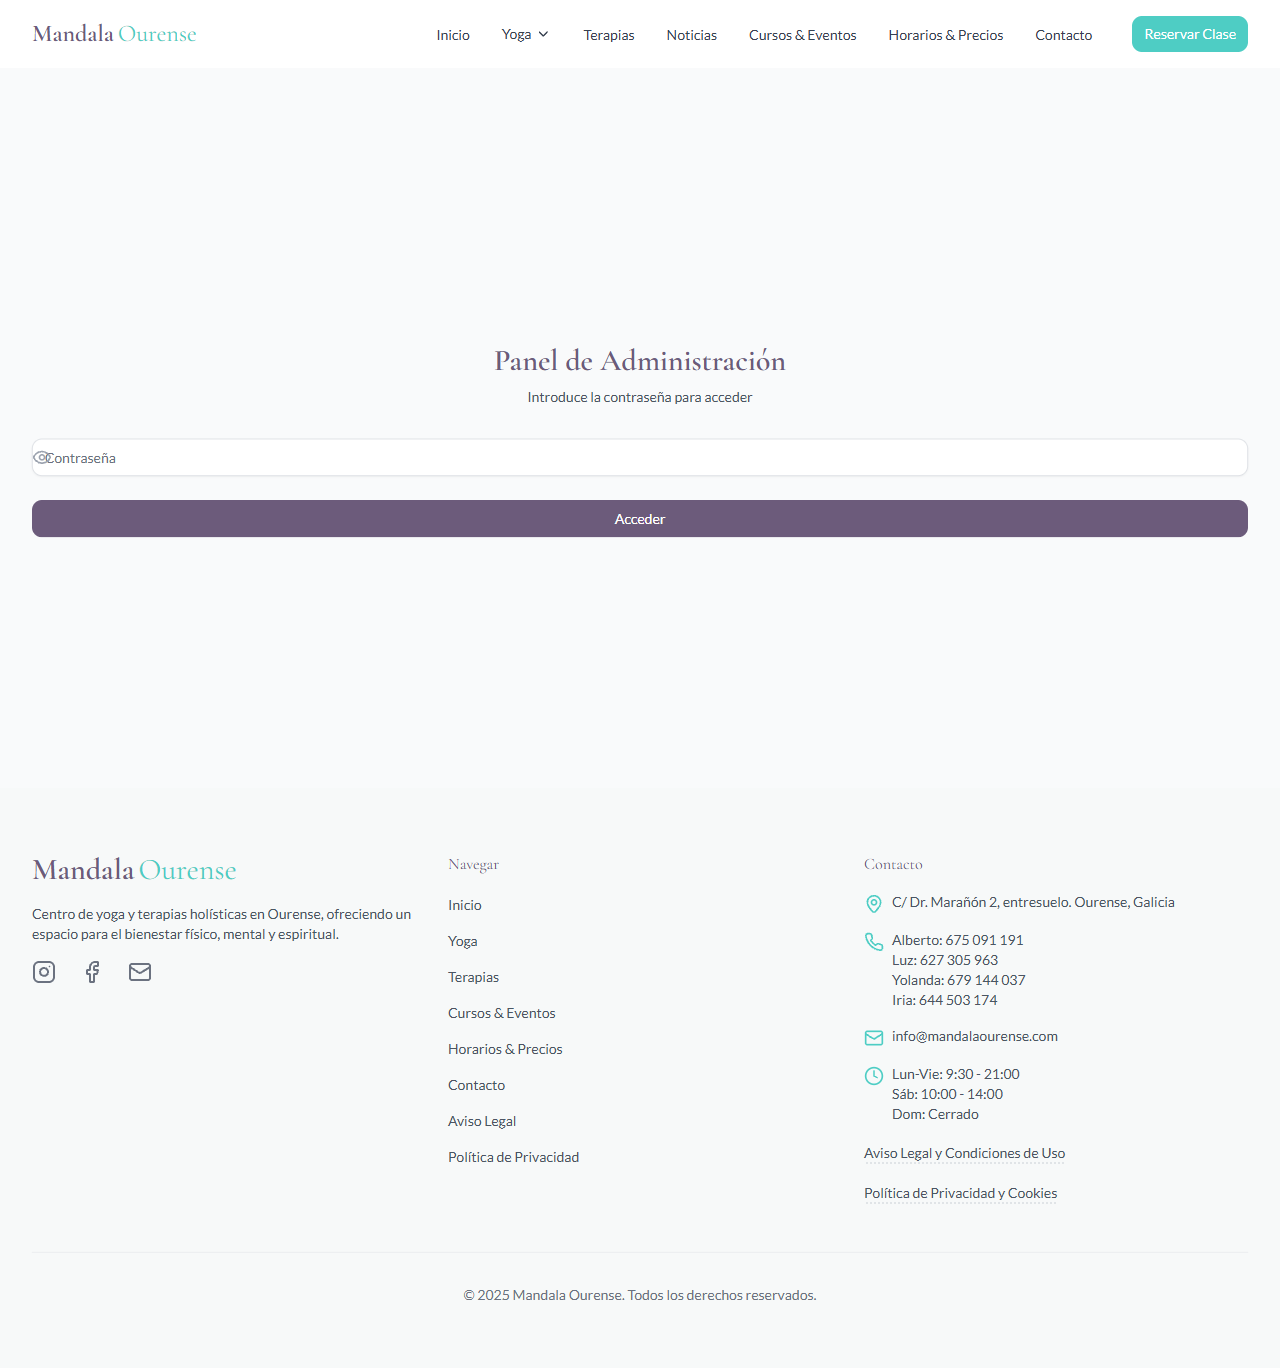 Mandala Ourense
Inicio
Yoga
Terapias
Noticias
Cursos & Eventos
Horarios & Precios
Contacto
Reservar Clase
Panel de Administración
Introduce la contraseña para acceder
Contraseña
Acceder
Mandala Ourense
Centro de yoga y terapias holísticas en Ourense, ofreciendo un
espacio para el bienestar físico, mental y espiritual.
Navegar
Inicio
Yoga
Terapias
Cursos & Eventos
Horarios & Precios
Contacto
Aviso Legal
Política de Privacidad
Contacto
C/ Dr. Marañón 2, entresuelo. Ourense, Galicia
Alberto: 675 091 191
Luz: 627 305 963
Yolanda: 679 144 037
Iria: 644 503 174
info@mandalaourense.com
Lun-Vie: 9:30 - 21:00
Sáb: 10:00 - 14:00
Dom: Cerrado
Aviso Legal y Condiciones de Uso
Política de Privacidad y Cookies
© 2025 Mandala Ourense. Todos los derechos reservados.